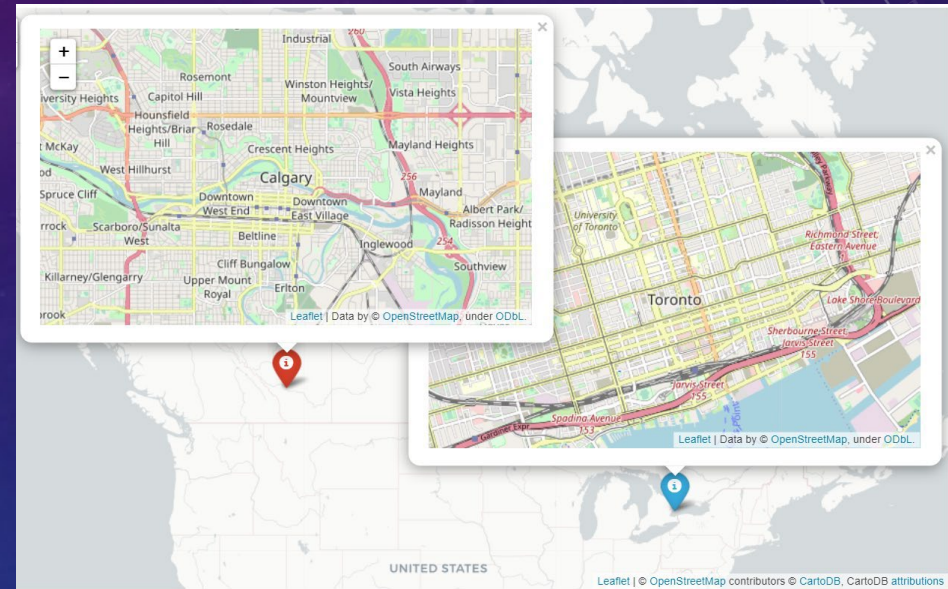 ×
+
−
260
Industrial
South Airways
Rosemont
Winston Heights/
Mountview
Vista Heights
iversity Heights
Capitol Hill
Hounsfield
Heights/Briar
Hill
Rosedale
t McKay
Crescent Heights
Mayland Heights
West Hillhurst
Calgary
256
od
Spruce Cliff
Downtown
West End
Downtown
East Village
Mayland
Albert Park/
Radisson Height
rrock
Scarboro/Sunalta
West
Beltline
Inglewood
254
Cliff Bungalow
Southview
Killarney/Glengarry
Upper Mount
Royal
Erlton
brook
Leaflet | Data by © OpenStreetMap, under ODbL.
×
University
of Toronto
Richmond Street;
Eastern Avenue
Toronto
Lake Shore Boulevard
Sherbourne Street;
Jarvis Street
155
Jarvis Street
155
Spadina Avenue
153
Gardiner Expr
Leaflet | Data by © OpenStreetMap, under ODbL.
i
i
UNITED STATES
Leaflet | © OpenStreetMap contributors © CartoDB, CartoDB attributions